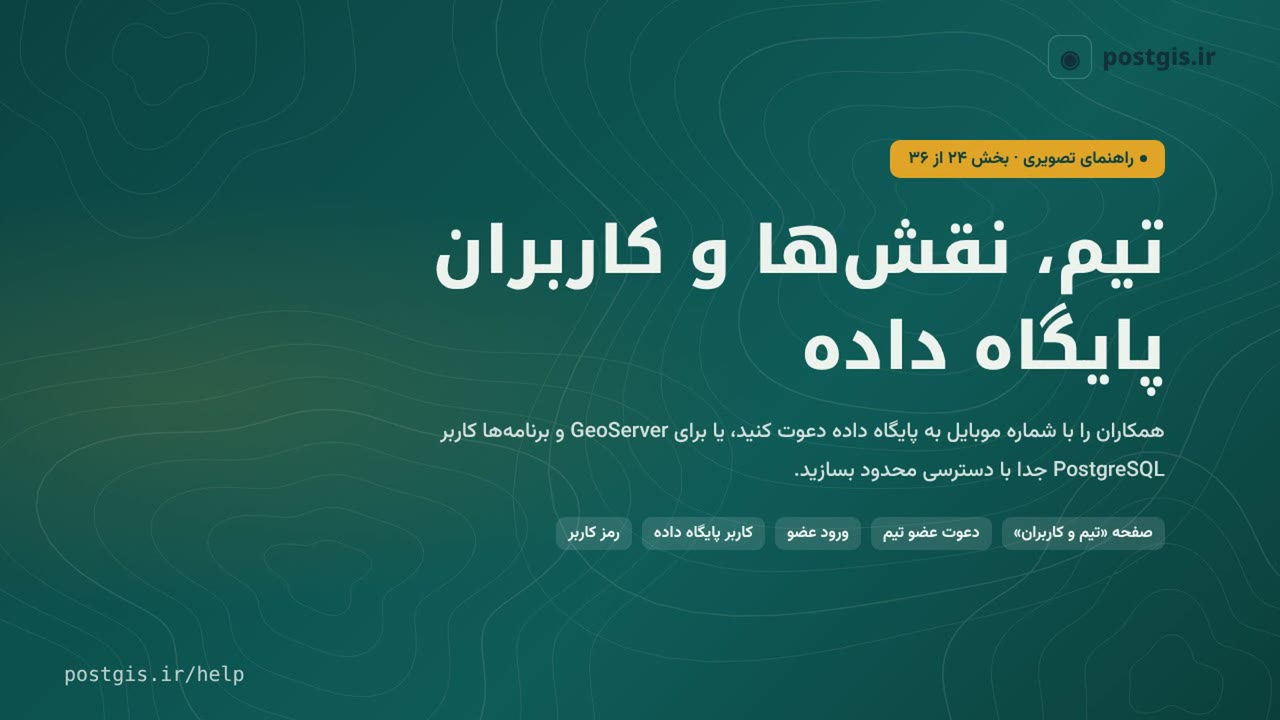 postgis.ir
راهنمای تصویری · بخش ۲۴ از ۳۶
تیم، نقش‌ها و کاربران
پایگاه داده
همکاران را با شماره موبایل به پایگاه داده دعوت کنید، یا برای GeoServer و برنامه‌ها کاربر
PostgreSQL جدا با دسترسی محدود بسازید.
صفحه «تیم و کاربران» دعوت عضو تیم ورود عضو کاربر پایگاه داده رمز کاربر
postgis.ir/help